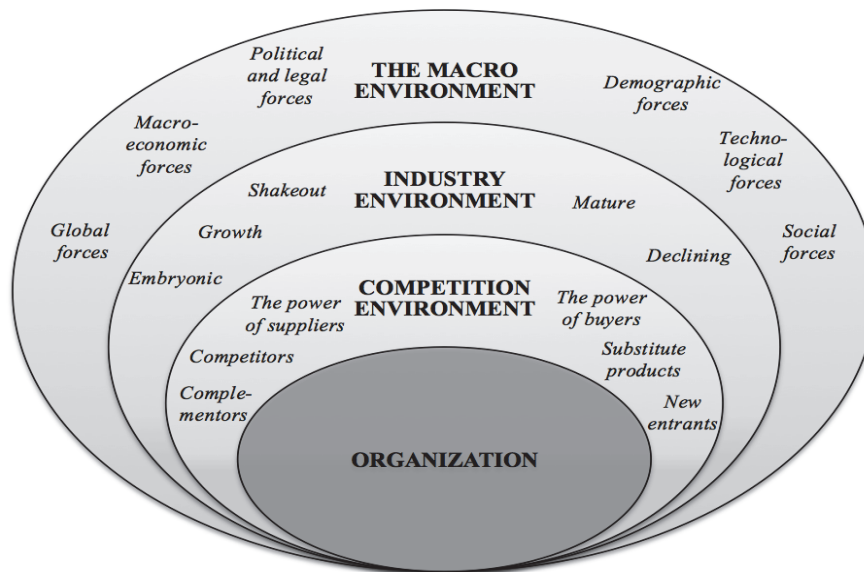 Political
and legal
forces
THE MACRO
ENVIRONMENT
Demographic
forces
Macro-
economic
forces
Techno-
logical
forces
Global
forces
Social
forces
INDUSTRY
ENVIRONMENT
Shakeout
Mature
Growth
Declining
Embryonic
COMPETITION
ENVIRONMENT
The power
of suppliers
The power
of buyers
Competitors
Substitute
products
Comple-
mentors
New
entrants
ORGANIZATION